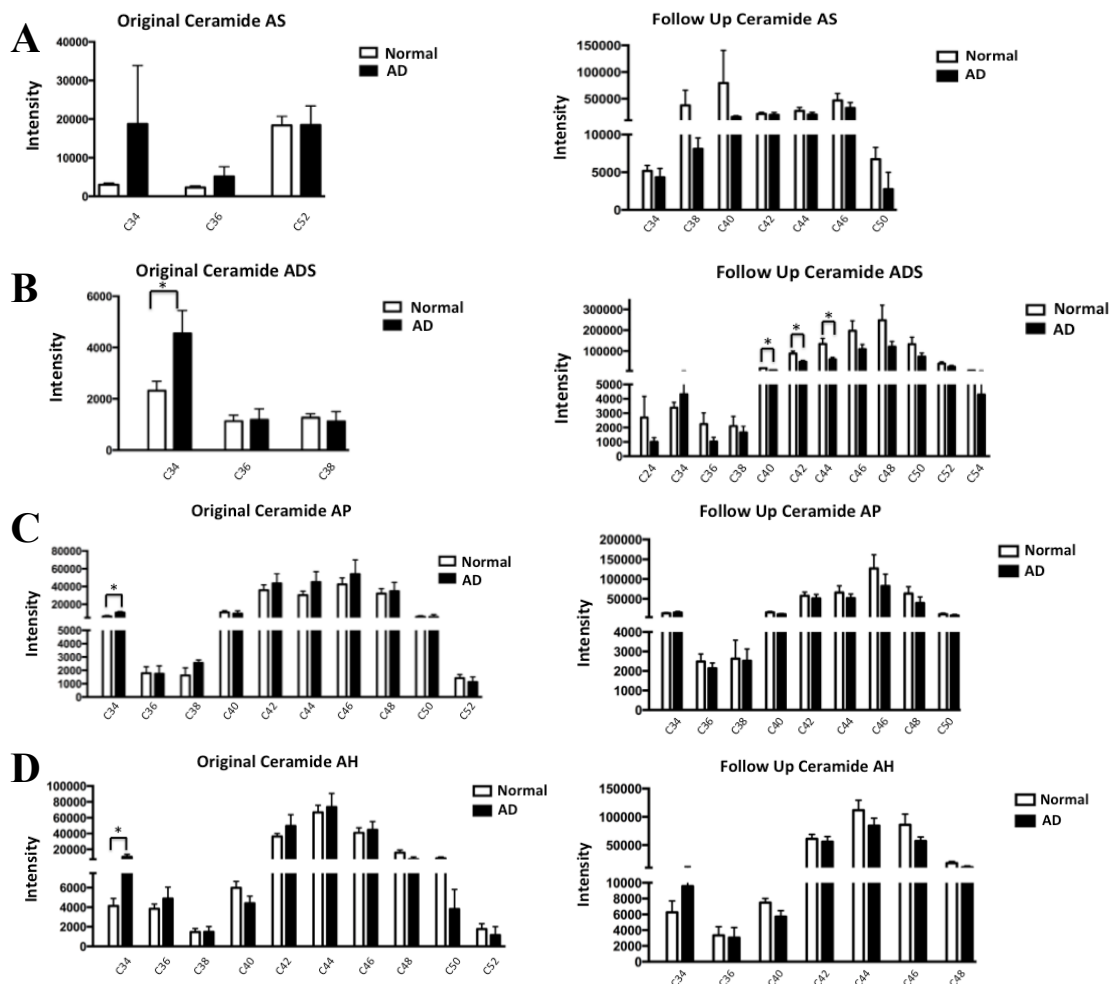 A
Original Ceramide AS
Intensity
40000
30000
20000
10000
0
Normal
AD
C34
C36
C52
Follow Up Ceramide AS
Intensity
150000
100000
50000
10000
5000
0
Normal
AD
C34
C38
C40
C42
C44
C46
C50
B
Original Ceramide ADS
Intensity
6000
4000
2000
0
*
Normal
AD
C34
C36
C38
Follow Up Ceramide ADS
Intensity
300000
200000
100000
5000
4000
3000
2000
1000
0
* * *
Normal
AD
C24
C34
C36
C38
C40
C42
C44
C46
C48
C50
C52
C54
C
Original Ceramide AP
Intensity
80000
60000
40000
20000
5000
4000
3000
2000
1000
0
*
Normal
AD
C34
C36
C38
C40
C42
C44
C46
C48
C50
C52
Follow Up Ceramide AP
Intensity
200000
150000
100000
50000
4000
3000
2000
1000
0
Normal
AD
C34
C36
C38
C40
C42
C44
C46
C48
C50
D
Original Ceramide AH
Intensity
100000
80000
60000
40000
20000
6000
4000
2000
0
*
Normal
AD
C34
C36
C38
C40
C42
C44
C46
C48
C50
C52
Follow Up Ceramide AH
Intensity
150000
100000
50000
10000
8000
6000
4000
2000
0
Normal
AD
C34
C36
C40
C42
C44
C46
C48